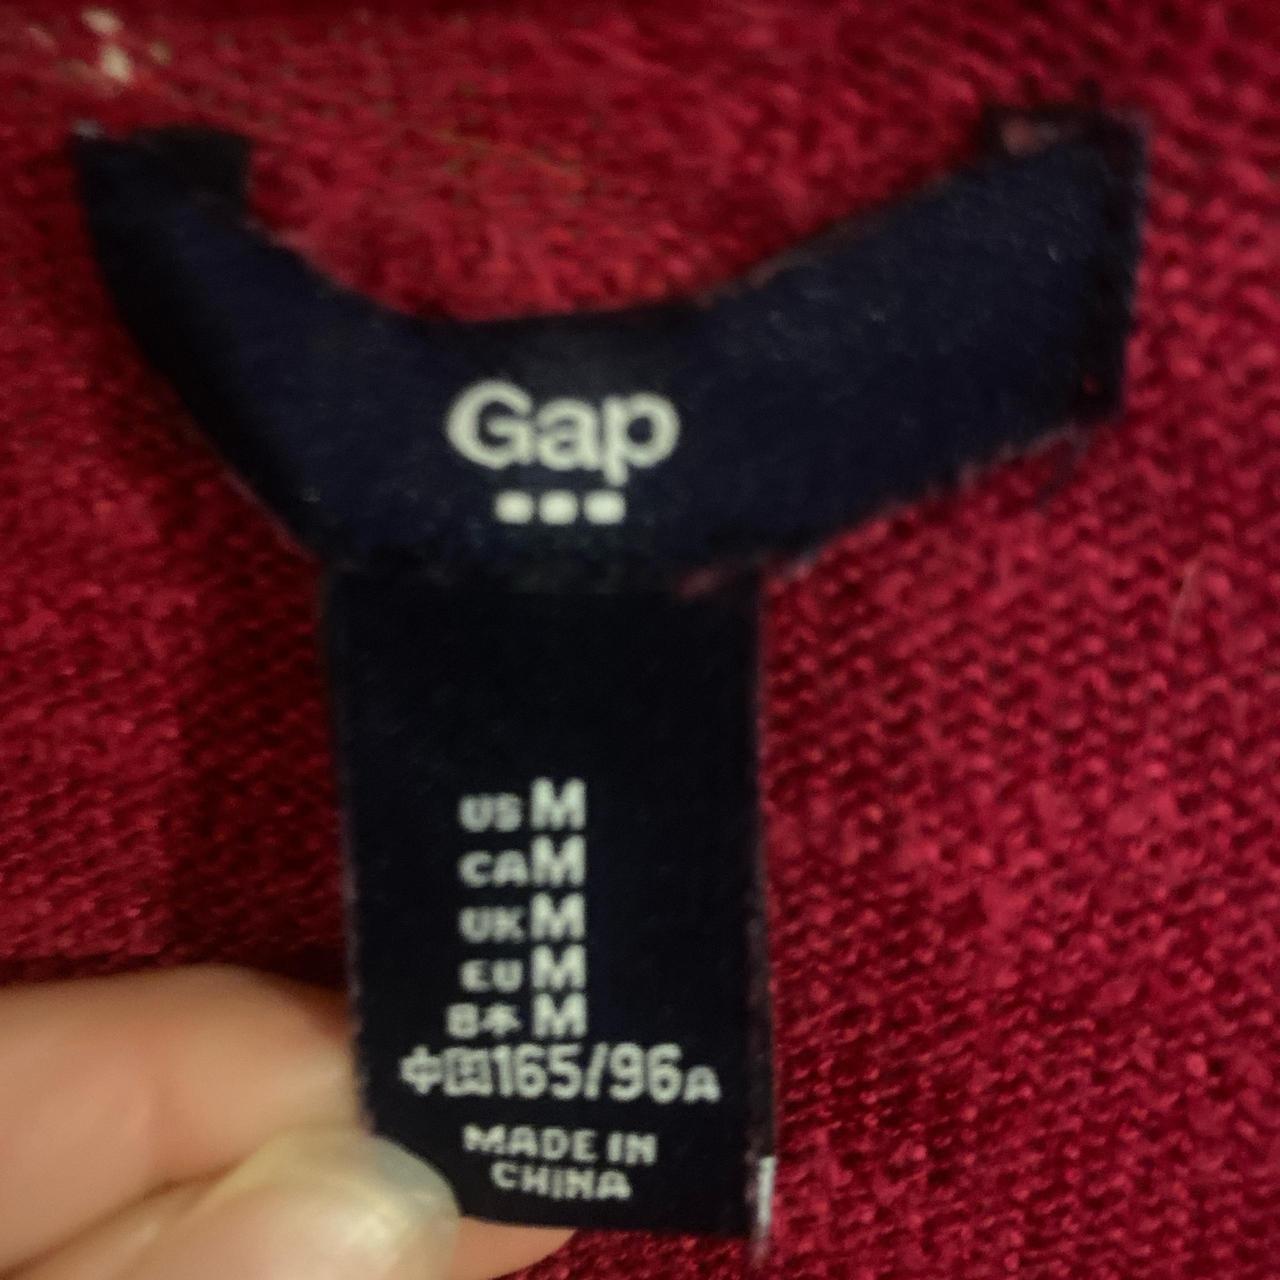 Gap
US M
CA M
UK M
EU M
日本 M
中国165/96A
MADE IN
CHINA